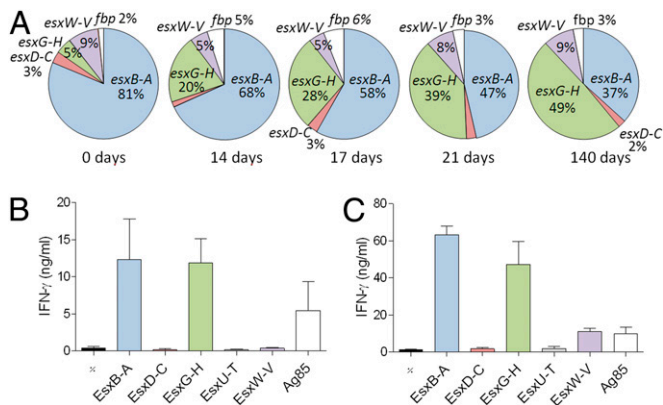 A
esxW-V
fbp 2%
esxG-H
9%
5%
esxD-C
3%
esxB-A
81%
0 days
esxW-V
fbp 5%
5%
esxG-H
20%
esxB-A
68%
14 days
esxW-V
fbp 6%
5%
esxG-H
28%
esxB-A
58%
3%
esxD-C
17 days
esxW-V
fbp 3%
8%
esxG-H
39%
esxB-A
47%
21 days
esxW-V
fbp 3%
9%
esxG-H
49%
esxB-A
37%
esxD-C
2%
140 days
B
IFN-γ (ng/ml)
20
15
10
5
0
EsxB-A
EsxD-C
EsxG-H
EsxU-T
EsxW-V
Ag85
C
IFN-γ (ng/ml)
80
60
40
20
0
EsxB-A
EsxD-C
EsxG-H
EsxU-T
EsxW-V
Ag85